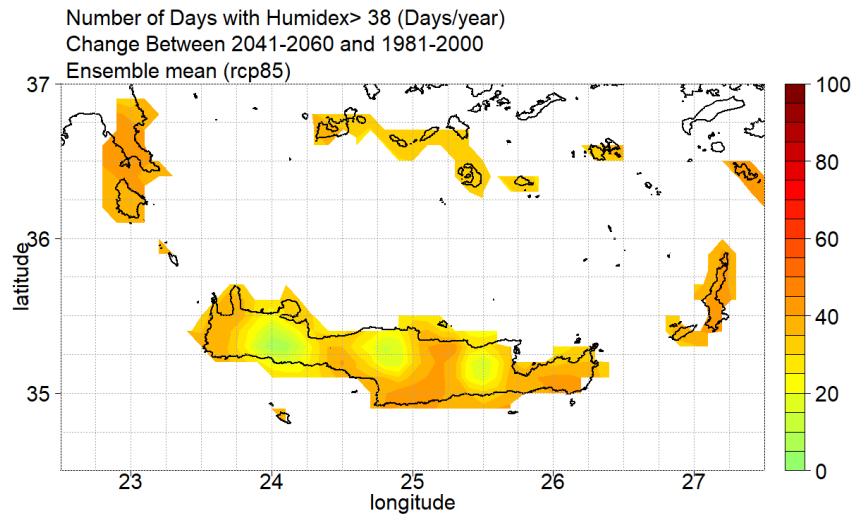 Number of Days with Humidex> 38 (Days/year)
Change Between 2041-2060 and 1981-2000
Ensemble mean (rcp85)
37
36
35
latitude
23
24
25
26
27
longitude
100
80
60
40
20
0